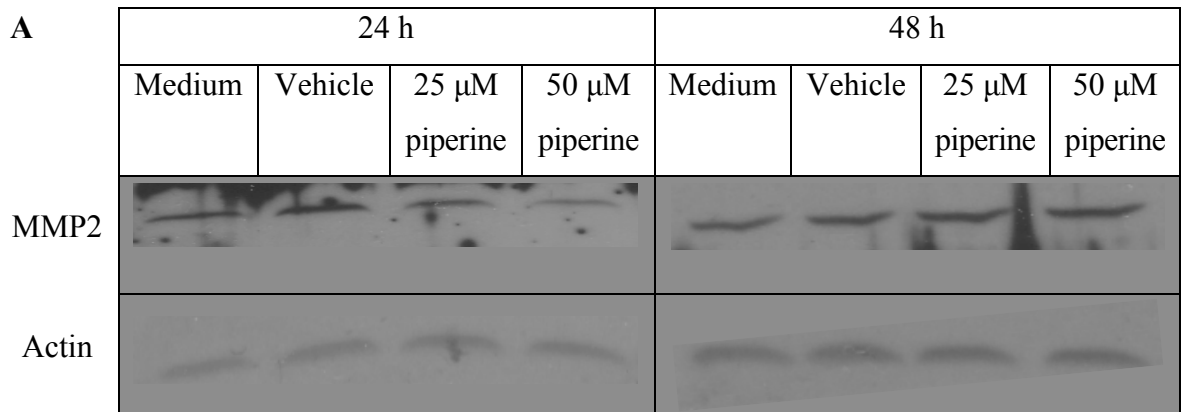 A
24 h 48 h
Medium Vehicle 25 μM piperine 50 μM piperine Medium Vehicle 25 μM piperine 50 μM piperine
MMP2
Actin